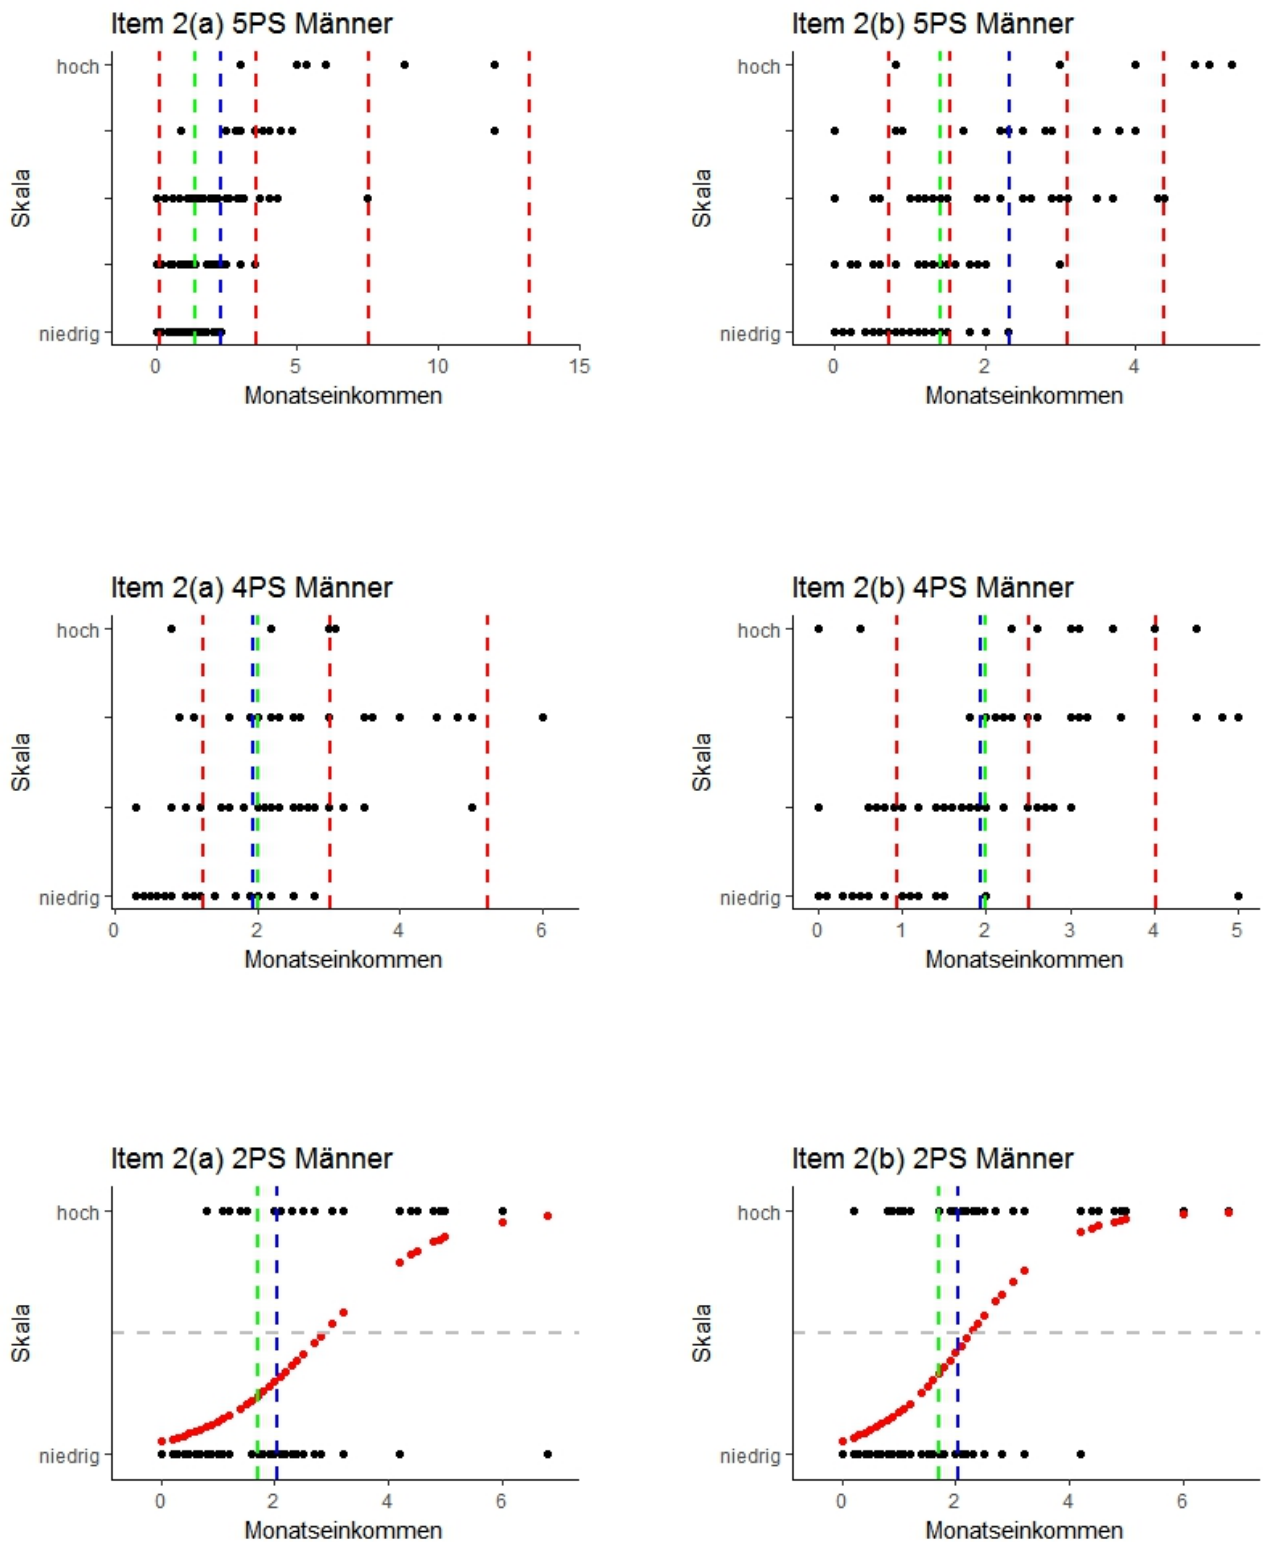 Item 2(a) 5PS Männer
hoch
Skala
niedrig
0 5 10 15
Monatseinkommen
Item 2(b) 5PS Männer
hoch
Skala
niedrig
0 2 4
Monatseinkommen
Item 2(a) 4PS Männer
hoch
Skala
niedrig
0 2 4 6
Monatseinkommen
Item 2(b) 4PS Männer
hoch
Skala
niedrig
0 1 2 3 4 5
Monatseinkommen
Item 2(a) 2PS Männer
hoch
Skala
niedrig
0 2 4 6
Monatseinkommen
Item 2(b) 2PS Männer
hoch
Skala
niedrig
0 2 4 6
Monatseinkommen